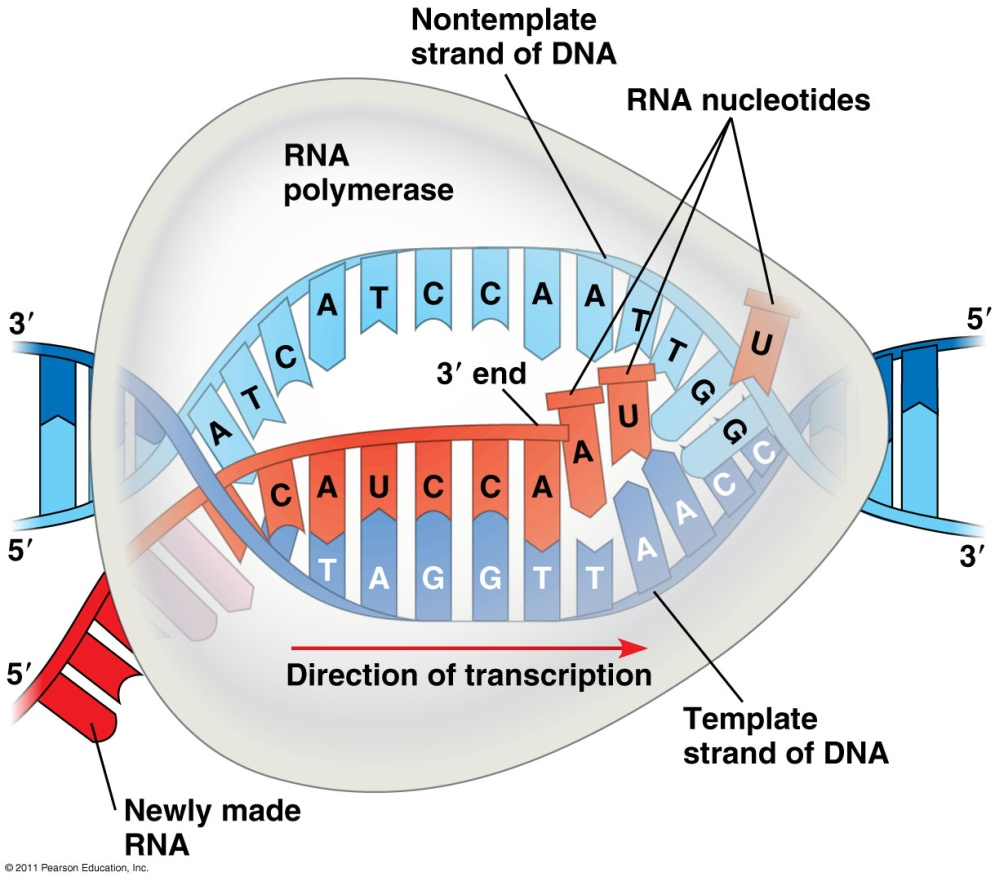 Nontemplate
strand of DNA
RNA nucleotides
RNA
polymerase
A T C A T C C A A T T G G
U
3′
5′
3′ end
U
A
C A U C C A
T A G G T T A A C C
5′
3′
5′
Direction of transcription
Template
strand of DNA
Newly made
RNA
© 2011 Pearson Education, Inc.